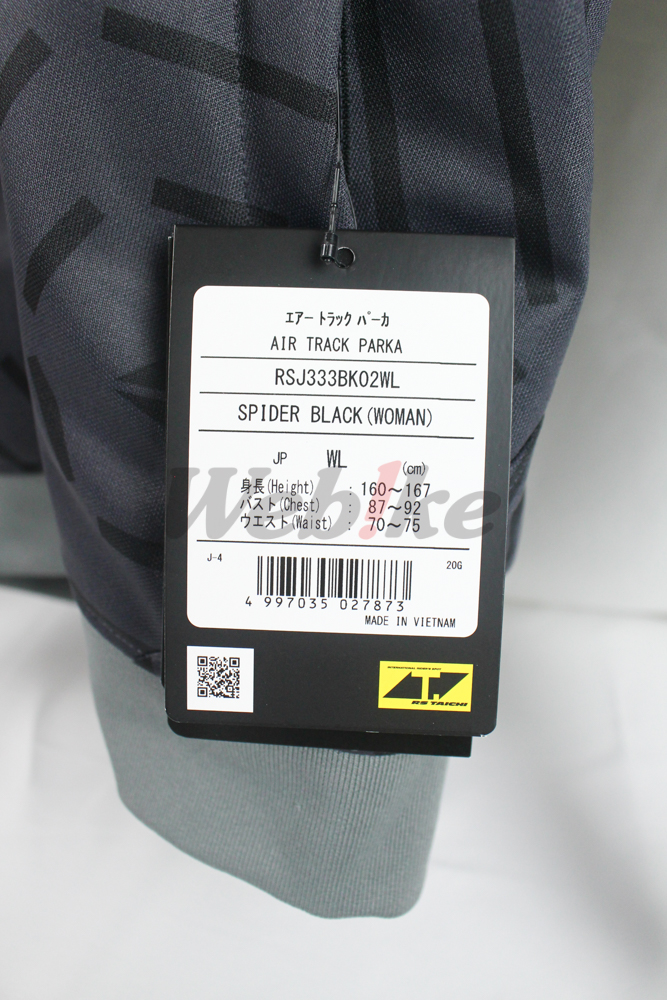 エアートラックパーカ
AIR TRACK PARKA
RSJ333BK02WL
SPIDER BLACK(WOMAN)
JP WL (cm)
身長(Height) : 160～167
バスト(Chest) : 87～92
ウエスト(Waist) : 70～75
Web!ke
J-4 20G
4 997035 027873
MADE IN VIETNAM
RS TAICHI